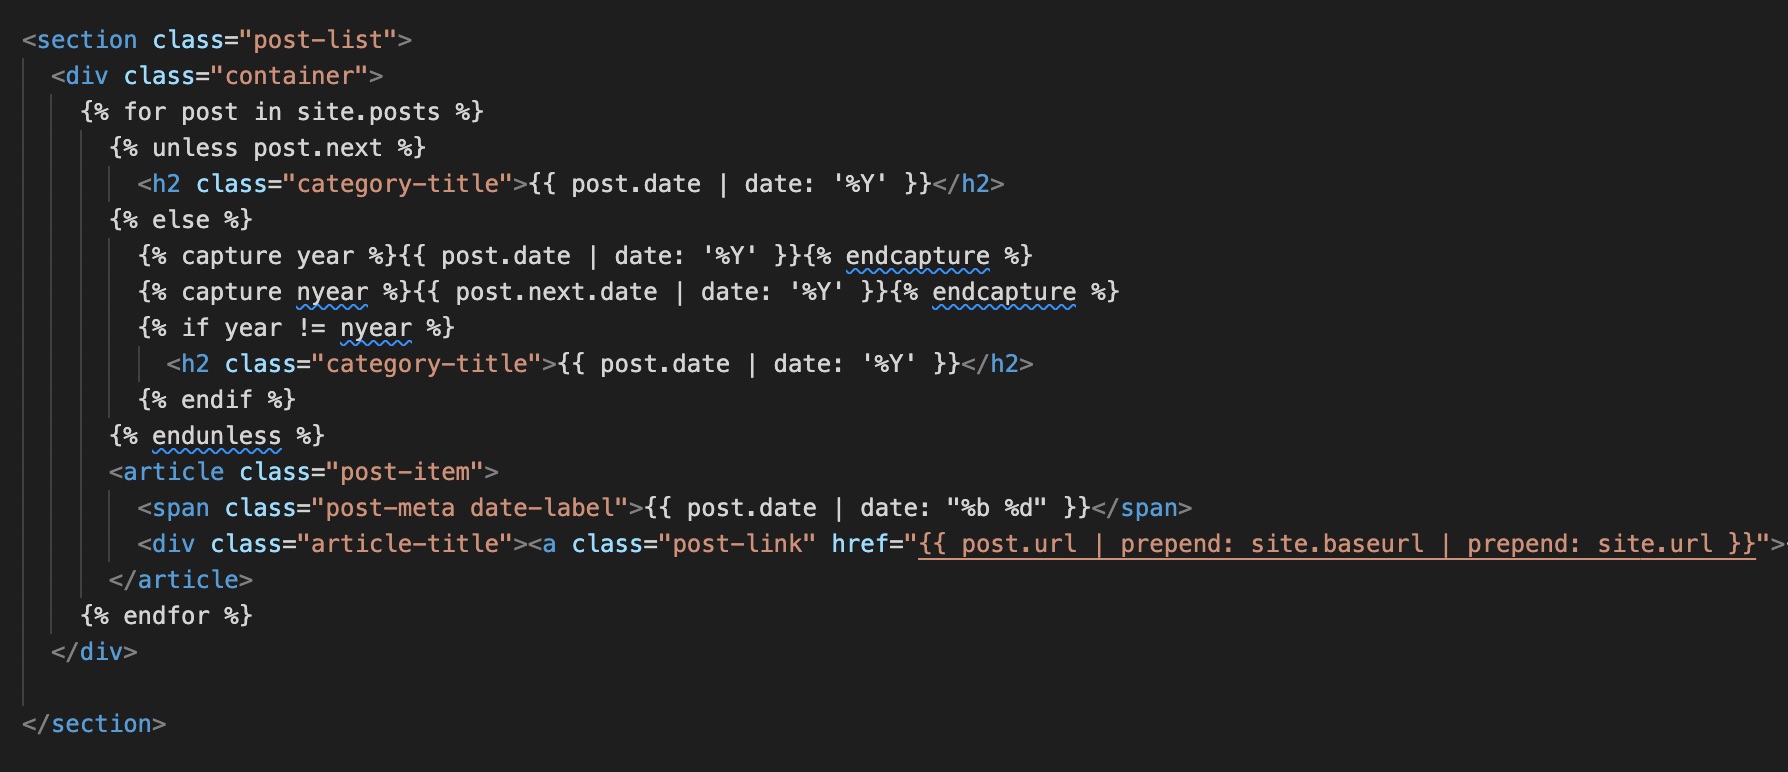 <section class="post-list">
<div class="container">
{% for post in site.posts %}
{% unless post.next %}
<h2 class="category-title">{{ post.date | date: '%Y' }}</h2>
{% else %}
{% capture year %}{{ post.date | date: '%Y' }}{% endcapture %}
{% capture nyear %}{{ post.next.date | date: '%Y' }}{% endcapture %}
{% if year != nyear %}
<h2 class="category-title">{{ post.date | date: '%Y' }}</h2>
{% endif %}
{% endunless %}
<article class="post-item">
<span class="post-meta date-label">{{ post.date | date: "%b %d" }}</span>
<div class="article-title"><a class="post-link" href="{{ post.url | prepend: site.baseurl | prepend: site.url }}">
</article>
{% endfor %}
</div>
</section>